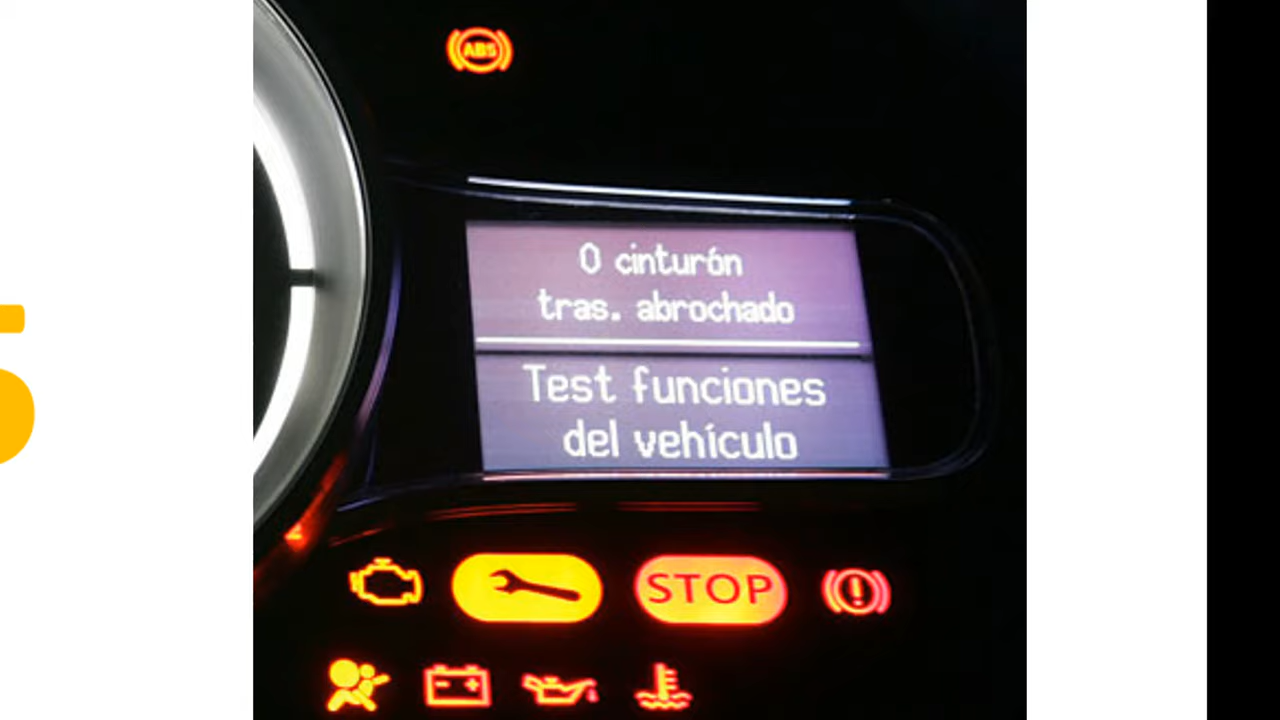 ABS
0 cinturón
tras. abrochado
Test funciones
del vehículo
STOP